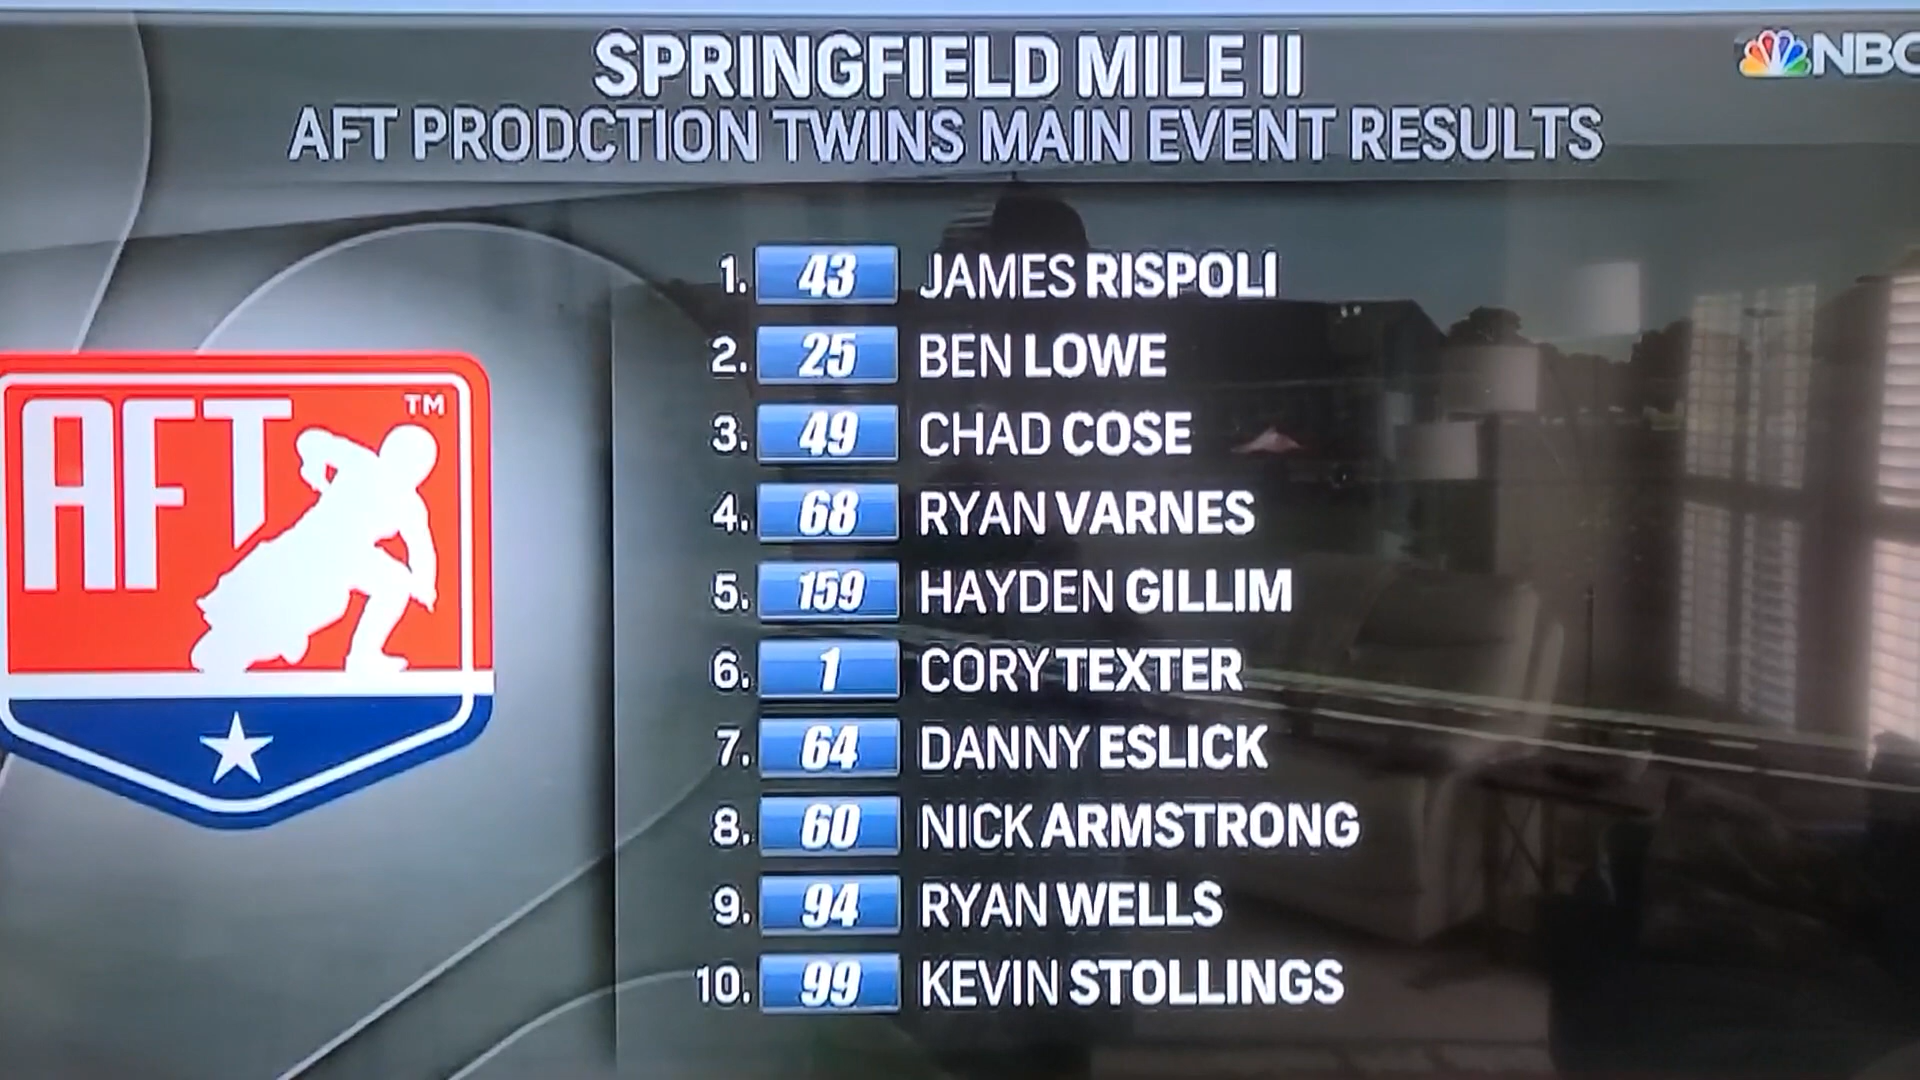 SPRINGFIELD MILE II
NBC
AFT PRODCTION TWINS MAIN EVENT RESULTS
AFT TM
1. 43 JAMES RISPOLI
2. 25 BEN LOWE
3. 49 CHAD COSE
4. 68 RYAN VARNES
5. 159 HAYDEN GILLIM
6. 1 CORY TEXTER
7. 64 DANNY ESLICK
8. 60 NICK ARMSTRONG
9. 94 RYAN WELLS
10. 99 KEVIN STOLLINGS